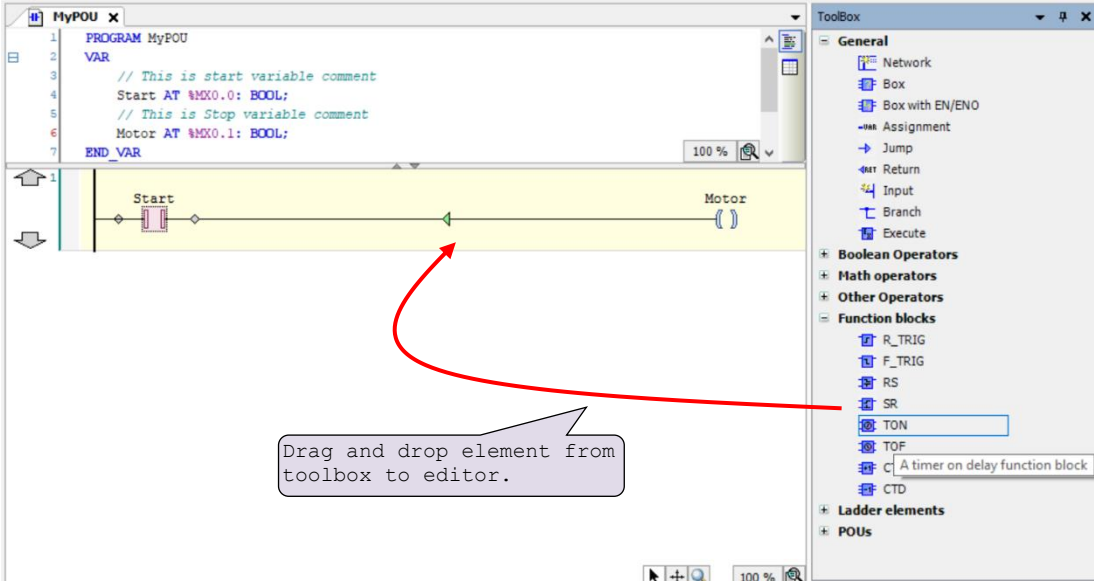 MyPOU
1 PROGRAM MyPOU
2 VAR
3 // This is start variable comment
4 Start AT %MX0.0: BOOL;
5 // This is Stop variable comment
6 Motor AT %MX0.1: BOOL;
7 END_VAR
100 %
1
Start
Motor
Drag and drop element from
toolbox to editor.
100 %
ToolBox
General
Network
Box
Box with EN/ENO
Assignment
Jump
Return
Input
Branch
Execute
Boolean Operators
Math operators
Other Operators
Function blocks
R_TRIG
F_TRIG
RS
SR
TON
TOF
A timer on delay function block
CTD
Ladder elements
POUs